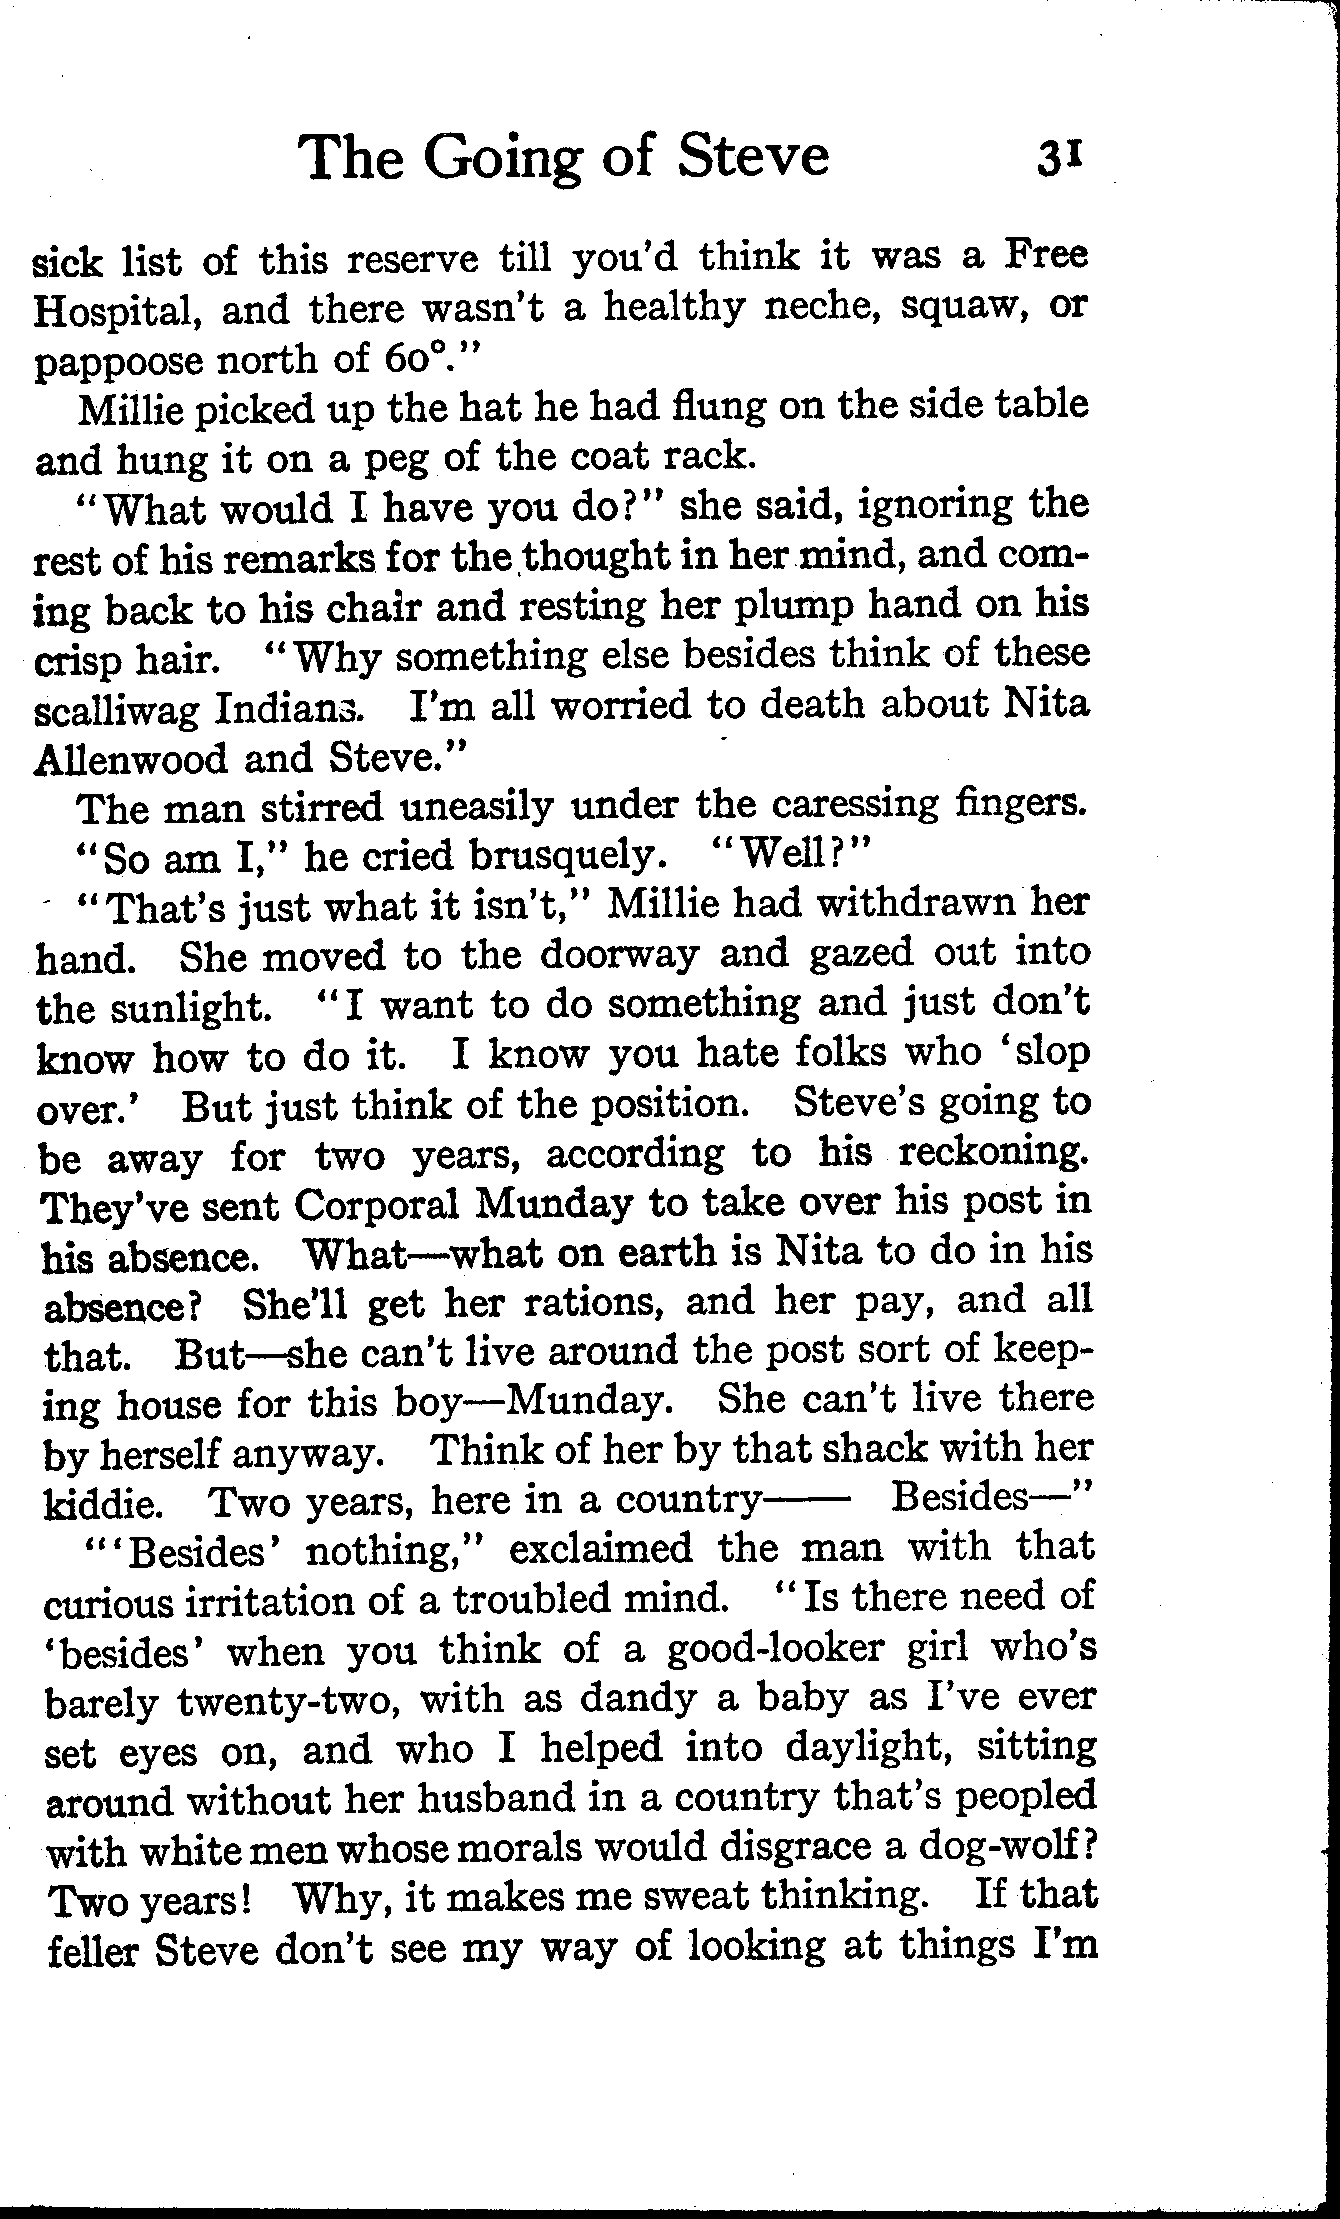 The Going of Steve 31
sick list of this reserve till you'd think it was a Free
Hospital, and there wasn't a healthy neche, squaw, or
pappoose north of 60°."
Millie picked up the hat he had flung on the side table
and hung it on a peg of the coat rack.
"What would I have you do?" she said, ignoring the
rest of his remarks for the thought in her mind, and com-
ing back to his chair and resting her plump hand on his
crisp hair. "Why something else besides think of these
scalliwag Indians. I'm all worried to death about Nita
Allenwood and Steve."
The man stirred uneasily under the caressing fingers.
"So am I," he cried brusquely. "Well?"
"That's just what it isn't," Millie had withdrawn her
hand. She moved to the doorway and gazed out into
the sunlight. "I want to do something and just don't
know how to do it. I know you hate folks who 'slop
over.' But just think of the position. Steve's going to
be away for two years, according to his reckoning.
They've sent Corporal Munday to take over his post in
his absence. What—what on earth is Nita to do in his
absence? She'll get her rations, and her pay, and all
that. But—she can't live around the post sort of keep-
ing house for this boy—Munday. She can't live there
by herself anyway. Think of her by that shack with her
kiddie. Two years, here in a country—— Besides—"
"'Besides' nothing," exclaimed the man with that
curious irritation of a troubled mind. "Is there need of
'besides' when you think of a good-looker girl who's
barely twenty-two, with as dandy a baby as I've ever
set eyes on, and who I helped into daylight, sitting
around without her husband in a country that's peopled
with white men whose morals would disgrace a dog-wolf?
Two years! Why, it makes me sweat thinking. If that
feller Steve don't see my way of looking at things I'm